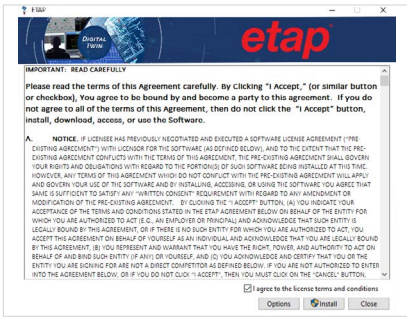 ETAP
DIGITAL
TWIN
etap
IMPORTANT: READ CAREFULLY
Please read the terms of this Agreement carefully. By Clicking "I Accept," (or similar button
or checkbox), You agree to be bound by and become a party to this agreement. If you do
not agree to all of the terms of this Agreement, then do not click the "I Accept" button,
install, download, access, or use the Software.
A. NOTICE. IF LICENSEE HAS PREVIOUSLY NEGOTIATED AND EXECUTED A SOFTWARE LICENSE AGREEMENT ("PRE-
EXISTING AGREEMENT") WITH LICENSOR FOR THE SOFTWARE (AS DEFINED BELOW), AND TO THE EXTENT THAT THE PRE-
EXISTING AGREEMENT CONFLICTS WITH THE TERMS OF THIS AGREEMENT, THE PRE-EXISTING AGREEMENT SHALL GOVERN
YOUR RIGHTS AND OBLIGATIONS WITH REGARD TO THE PORTION(S) OF SUCH SOFTWARE BEING INSTALLED AT THIS TIME.
HOWEVER, ANY TERMS OF THIS AGREEMENT WHICH DO NOT CONFLICT WITH THE PRE-EXISTING AGREEMENT WILL APPLY
AND GOVERN YOUR USE OF THE SOFTWARE AND BY INSTALLING, ACCESSING, OR USING THE SOFTWARE YOU AGREE THAT
SAME IS SUFFICIENT TO SATISFY ANY "WRITTEN CONSENT" REQUIREMENT WITH REGARD TO ANY AMENDMENT OR
MODIFICATION OF THE PRE-EXISTING AGREEMENT. BY CLICKING THE "I ACCEPT" BUTTON, (A) YOU INDICATE YOUR
ACCEPTANCE OF THE TERMS AND CONDITIONS STATED IN THE ETAP AGREEMENT BELOW ON BEHALF OF THE ENTITY FOR
WHICH YOU ARE AUTHORIZED TO ACT (E.G., AN EMPLOYER OR PRINCIPAL) AND ACKNOWLEDGE THAT SUCH ENTITY IS
LEGALLY BOUND BY THIS AGREEMENT, OR IF THERE IS NO SUCH ENTITY FOR WHICH YOU ARE AUTHORIZED TO ACT, YOU
ACCEPT THIS AGREEMENT ON BEHALF OF YOURSELF AS AN INDIVIDUAL AND ACKNOWLEDGE THAT YOU ARE LEGALLY BOUND
BY THIS AGREEMENT, (B) YOU REPRESENT AND WARRANT THAT YOU HAVE THE RIGHT, POWER, AND AUTHORITY TO ACT ON
BEHALF OF AND BIND SUCH ENTITY (IF ANY) OR YOURSELF, AND (C) YOU ACKNOWLEDGE AND CERTIFY THAT YOU OR THE
ENTITY YOU ARE SIGNING FOR ARE NOT A DIRECT COMPETITOR AS DEFINED BELOW. IF YOU ARE NOT AUTHORIZED TO ENTER
INTO THE AGREEMENT BELOW, OR IF YOU DO NOT CLICK "I ACCEPT", THEN YOU MUST CLICK ON THE "CANCEL" BUTTON,
I agree to the license terms and conditions
Options Install Close